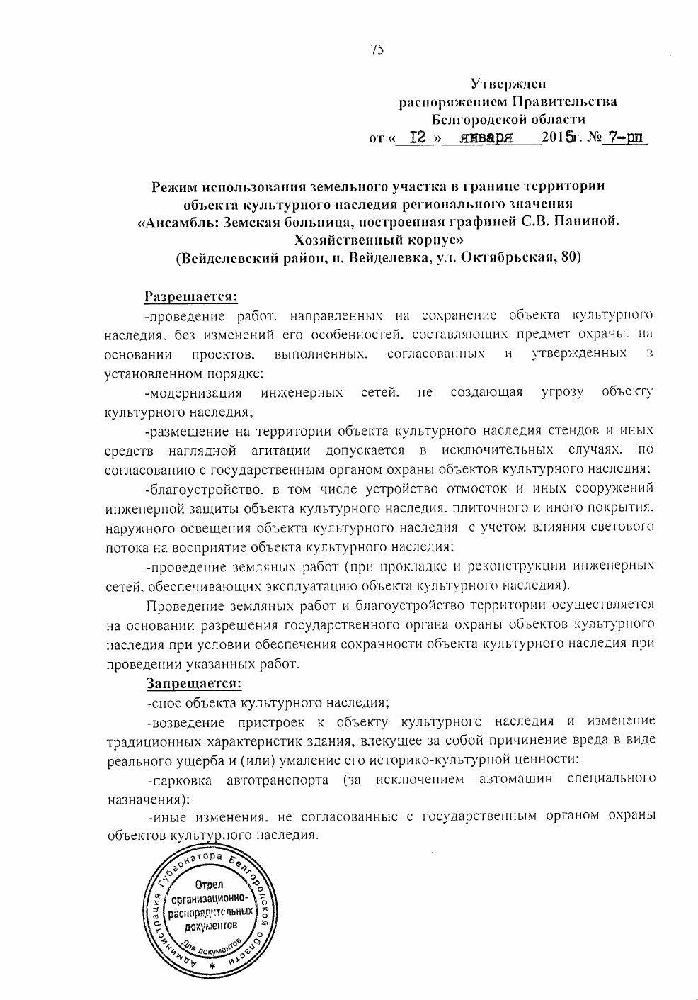 75
Утвержден
распоряжением Правительства
Белгородской области
от « 12 » января 2015г. № 7-рп
Режим использования земельного участка в границе территории
объекта культурного наследия регионального значения
«Ансамбль: Земская больница, построенная графиней С.В. Паниной.
Хозяйственный корпус»
(Вейделевский район, п. Вейделевка, ул. Октябрьская, 80)
Разрешается:
-проведение работ, направленных на сохранение объекта культурного
наследия, без изменений его особенностей, составляющих предмет охраны, на
основании проектов, выполненных, согласованных и утвержденных в
установленном порядке;
-модернизация инженерных сетей, не создающая угрозу объекту
культурного наследия;
-размещение на территории объекта культурного наследия стендов и иных
средств наглядной агитации допускается в исключительных случаях, по
согласованию с государственным органом охраны объектов культурного наследия;
-благоустройство, в том числе устройство отмосток и иных сооружений
инженерной защиты объекта культурного наследия, плиточного и иного покрытия,
наружного освещения объекта культурного наследия с учетом влияния светового
потока на восприятие объекта культурного наследия;
-проведение земляных работ (при прокладке и реконструкции инженерных
сетей, обеспечивающих эксплуатацию объекта культурного наследия).
Проведение земляных работ и благоустройство территории осуществляется
на основании разрешения государственного органа охраны объектов культурного
наследия при условии обеспечения сохранности объекта культурного наследия при
проведении указанных работ.
Запрещается:
-снос объекта культурного наследия;
-возведение пристроек к объекту культурного наследия и изменение
традиционных характеристик здания, влекущее за собой причинение вреда в виде
реального ущерба и (или) умаление его историко-культурной ценности;
-парковка автотранспорта (за исключением автомашин специального
назначения);
-иные изменения, не согласованные с государственным органом охраны
объектов культурного наследия.
Администрация Губернатора Белгородской области
Отдел
организационно-
распорядительных
документов
Для документов
*